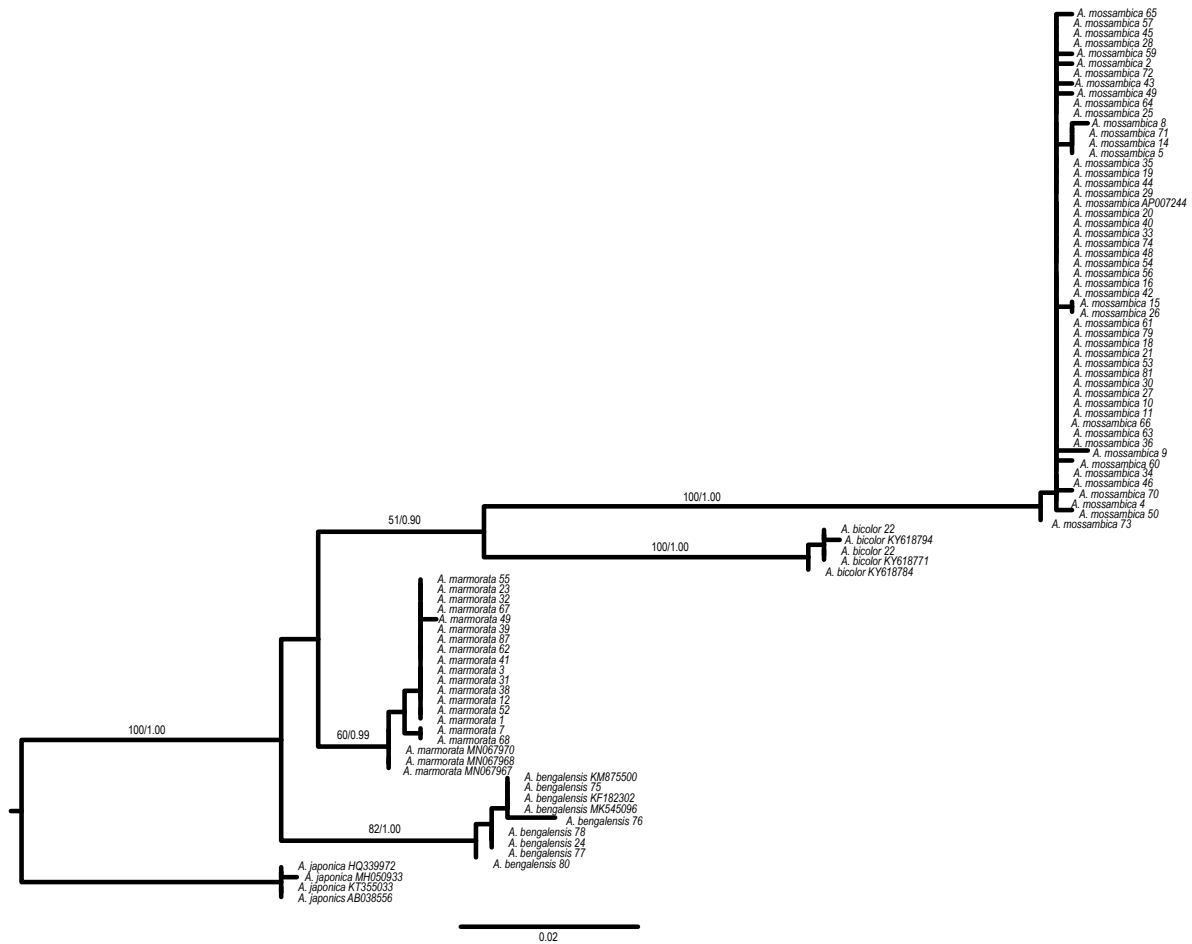 A. mossambica 65
A. mossambica 57
A. mossambica 45
A. mossambica 28
A. mossambica 59
A. mossambica 2
A. mossambica 72
A. mossambica 43
A. mossambica 49
A. mossambica 64
A. mossambica 25
A. mossambica 8
A. mossambica 71
A. mossambica 14
A. mossambica 5
A. mossambica 35
A. mossambica 19
A. mossambica 44
A. mossambica 29
A. mossambica AP007244
A. mossambica 20
A. mossambica 40
A. mossambica 33
A. mossambica 74
A. mossambica 48
A. mossambica 54
A. mossambica 56
A. mossambica 16
A. mossambica 42
A. mossambica 15
A. mossambica 26
A. mossambica 61
A. mossambica 79
A. mossambica 18
A. mossambica 21
A. mossambica 53
A. mossambica 81
A. mossambica 30
A. mossambica 27
A. mossambica 10
A. mossambica 11
A. mossambica 66
A. mossambica 63
A. mossambica 36
A. mossambica 9
A. mossambica 60
A. mossambica 34
A. mossambica 46
A. mossambica 70
A. mossambica 4
A. mossambica 50
A. mossambica 73
100/1.00
51/0.90
100/1.00
A. bicolor 22
A. bicolor KY618794
A. bicolor 22
A. bicolor KY618771
A. bicolor KY618784
A. marmorata 55
A. marmorata 23
A. marmorata 32
A. marmorata 67
A. marmorata 49
A. marmorata 39
A. marmorata 87
A. marmorata 62
A. marmorata 41
A. marmorata 3
A. marmorata 31
A. marmorata 38
A. marmorata 12
A. marmorata 52
A. marmorata 1
A. marmorata 7
A. marmorata 68
A. marmorata MN067970
A. marmorata MN067968
A. marmorata MN067967
100/1.00
60/0.99
A. bengalensis KM875500
A. bengalensis 75
A. bengalensis KF182302
A. bengalensis MK545096
A. bengalensis 76
A. bengalensis 78
A. bengalensis 24
A. bengalensis 77
A. bengalensis 80
82/1.00
A. japonica HQ339972
A. japonica MH050933
A. japonica KT355033
A. japonics AB038556
0.02